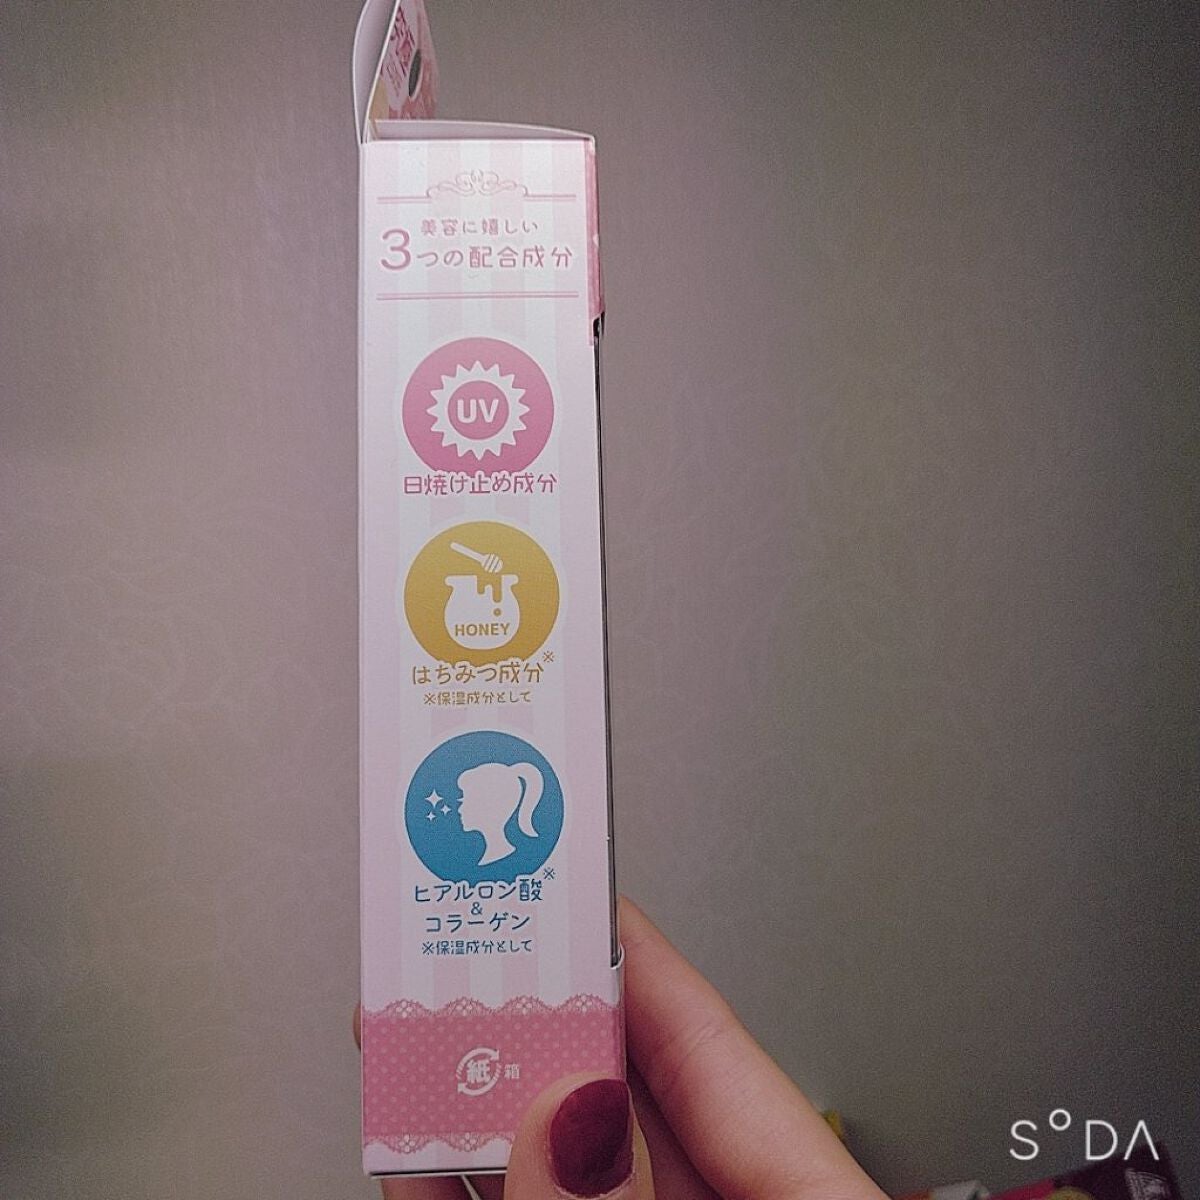 美容に嬉しい
3つの配合成分
UV
日焼け止め成分
HONEY
はちみつ成分※
※保湿成分として
ヒアルロン酸※
&
コラーゲン
※保湿成分として
紙 箱
S°DA